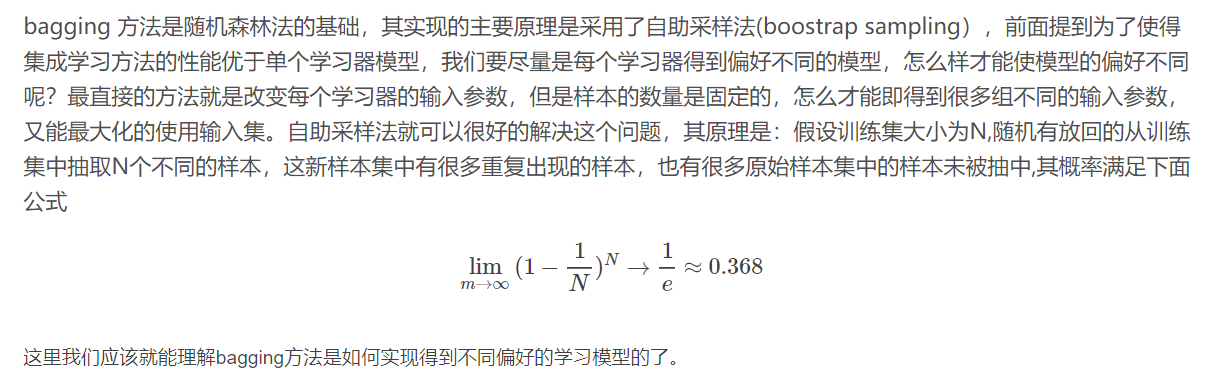 bagging 方法是随机森林法的基础，其实现的主要原理是采用了自助采样法(boostrap sampling），前面提到为了使得
集成学习方法的性能优于单个学习器模型，我们要尽量是每个学习器得到偏好不同的模型，怎么样才能使模型的偏好不同
呢？最直接的方法就是改变每个学习器的输入参数，但是样本的数量是固定的，怎么才能即得到很多组不同的输入参数，
又能最大化的使用输入集。自助采样法就可以很好的解决这个问题，其原理是：假设训练集大小为N,随机有放回的从训练
集中抽取N个不同的样本，这新样本集中有很多重复出现的样本，也有很多原始样本集中的样本未被抽中,其概率满足下面
公式
lim m→∞ (1 − 1/N)^N → 1/e ≈ 0.368
这里我们应该就能理解bagging方法是如何实现得到不同偏好的学习模型的了。